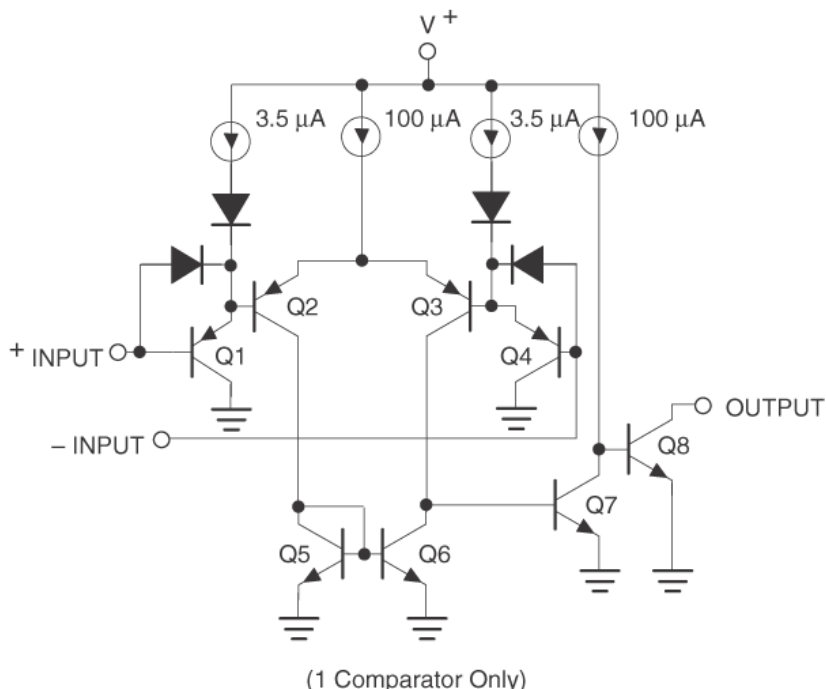 V +
3.5 µA
100 µA
3.5 µA
100 µA
Q2
Q3
+ INPUT
Q1
Q4
OUTPUT
– INPUT
Q8
Q7
Q5
Q6
(1 Comparator Only)